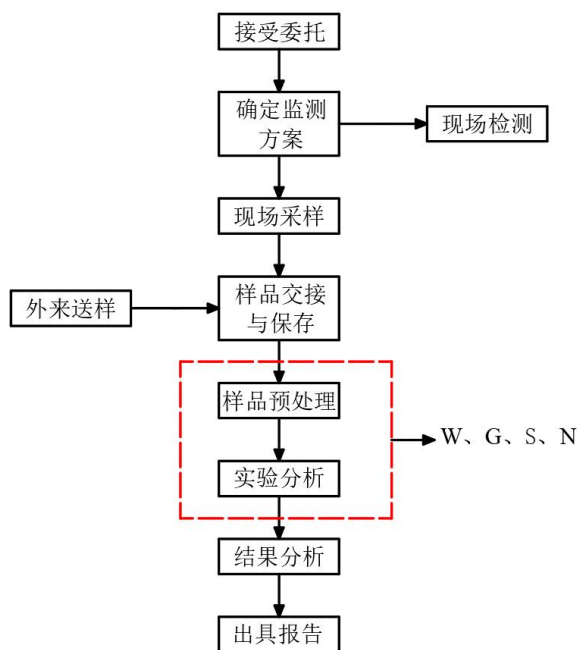 接受委托
确定监测
方案
现场检测
现场采样
外来送样
样品交接
与保存
样品预处理
W、G、S、N
实验分析
结果分析
出具报告